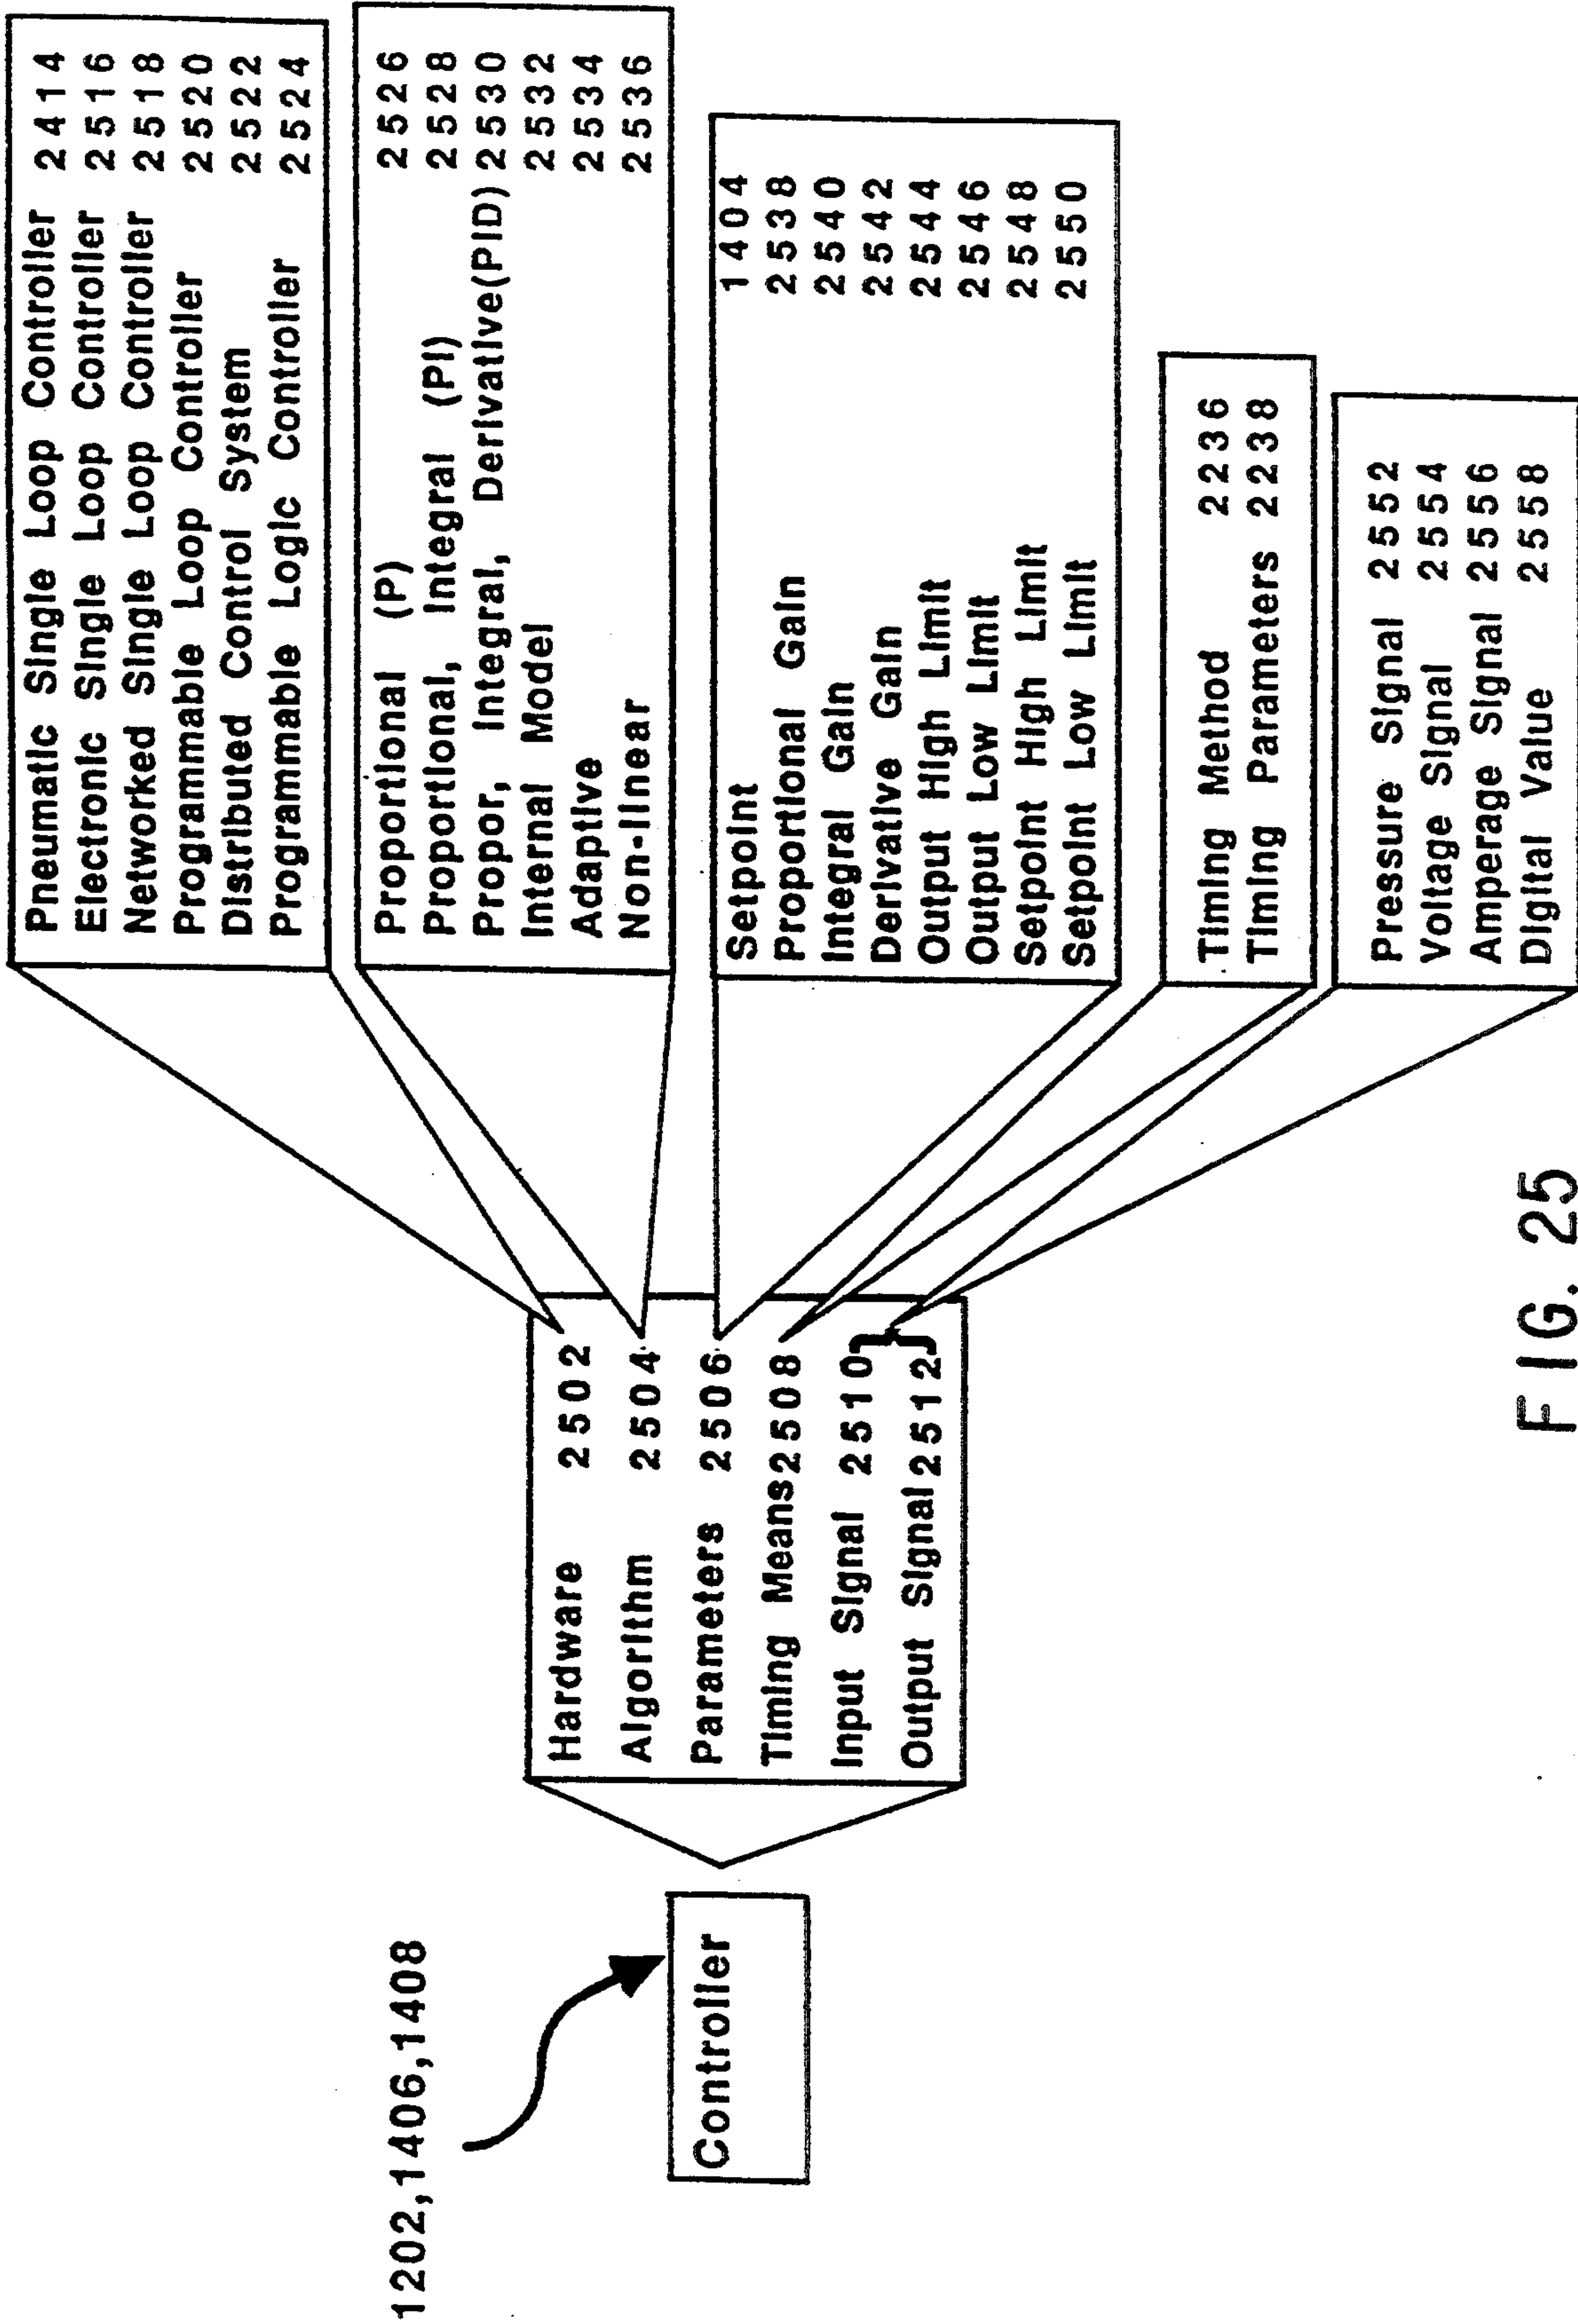 1202,1406,1408
Controller
Hardware 2502
Algorithm 2504
Parameters 2506
Timing Means 2508
Input Signal 2510
Output Signal 2512
Pneumatic Single Loop Controller 2414
Electronic Single Loop Controller 2516
Networked Single Loop Controller 2518
Programmable Loop Controller 2520
Distributed Control System 2522
Programmable Logic Controller 2524
Proportional (P) 2526
Proportional, Integral (PI) 2528
Propor, Integral, Derivative(PID) 2530
Internal Model 2532
Adaptive 2534
Non-linear 2536
Setpoint 1404
Proportional Gain 2538
Integral Gain 2540
Derivative Gain 2542
Output High Limit 2544
Output Low Limit 2546
Setpoint High Limit 2548
Setpoint Low Limit 2550
Timing Method 2236
Timing Parameters 2238
Pressure Signal 2552
Voltage Signal 2554
Amperage Signal 2556
Digital Value 2558
FIG. 25